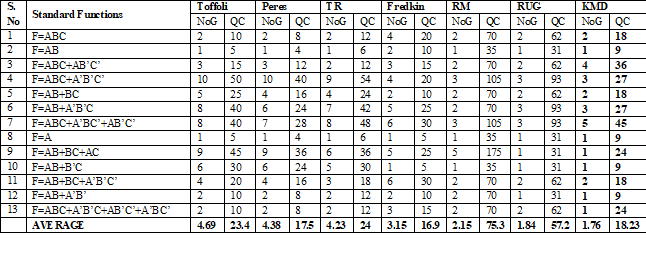 S. No Standard Functions Toffoli Peres TR Fredkin RM RUG KMD
NoG QC NoG QC NoG QC NoG QC NoG QC NoG QC NoG QC
1 F=ABC 2 10 2 8 2 12 4 20 2 70 2 62 2 18
2 F=AB 1 5 1 4 1 6 2 10 1 35 1 31 1 9
3 F=ABC+AB'C' 3 15 3 12 2 12 3 15 2 70 2 62 4 36
4 F=ABC+A'B'C' 10 50 10 40 9 54 4 20 3 105 3 93 3 27
5 F=AB+BC 5 25 4 16 4 24 2 10 2 70 2 62 2 18
6 F=AB+A'B'C 8 40 6 24 7 42 5 25 2 70 3 93 3 27
7 F=ABC+A'BC'+AB'C' 8 40 7 28 8 48 6 30 3 105 3 93 5 45
8 F=A 1 5 1 4 1 6 1 5 1 35 1 31 1 9
9 F=AB+BC+AC 9 45 9 36 6 36 5 25 5 175 1 31 1 24
10 F=AB+B'C 6 30 6 24 5 30 1 5 1 35 1 31 1 9
11 F=AB+BC+A'B'C' 4 20 4 16 3 18 6 30 2 70 2 62 2 18
12 F=AB+A'B' 2 10 2 8 2 12 2 10 2 70 1 31 1 9
13 F=ABC+A'B'C+AB'C'+A'BC' 2 10 2 8 2 12 3 15 2 70 2 62 1 24
AVERAGE 4.69 23.4 4.38 17.5 4.23 24 3.15 16.9 2.15 75.3 1.84 57.2 1.76 18.23